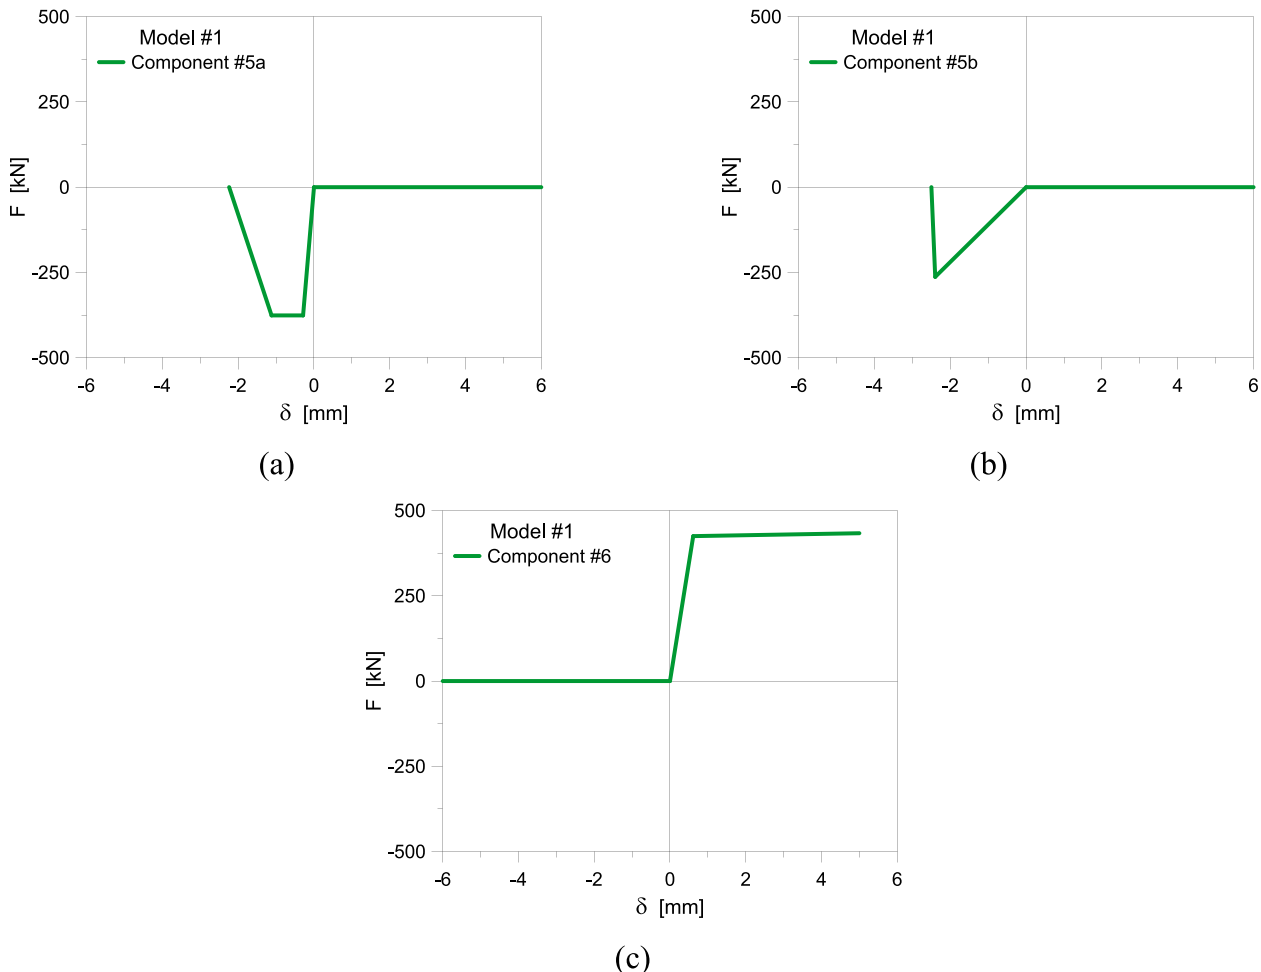 500
250
0
-250
-500
F [kN]
Model #1
Component #5a
-6 -4 -2 0 2 4 6
δ [mm]
(a)
500
250
0
-250
-500
F [kN]
Model #1
Component #5b
-6 -4 -2 0 2 4 6
δ [mm]
(b)
500
250
0
-250
-500
F [kN]
Model #1
Component #6
-6 -4 -2 0 2 4 6
δ [mm]
(c)